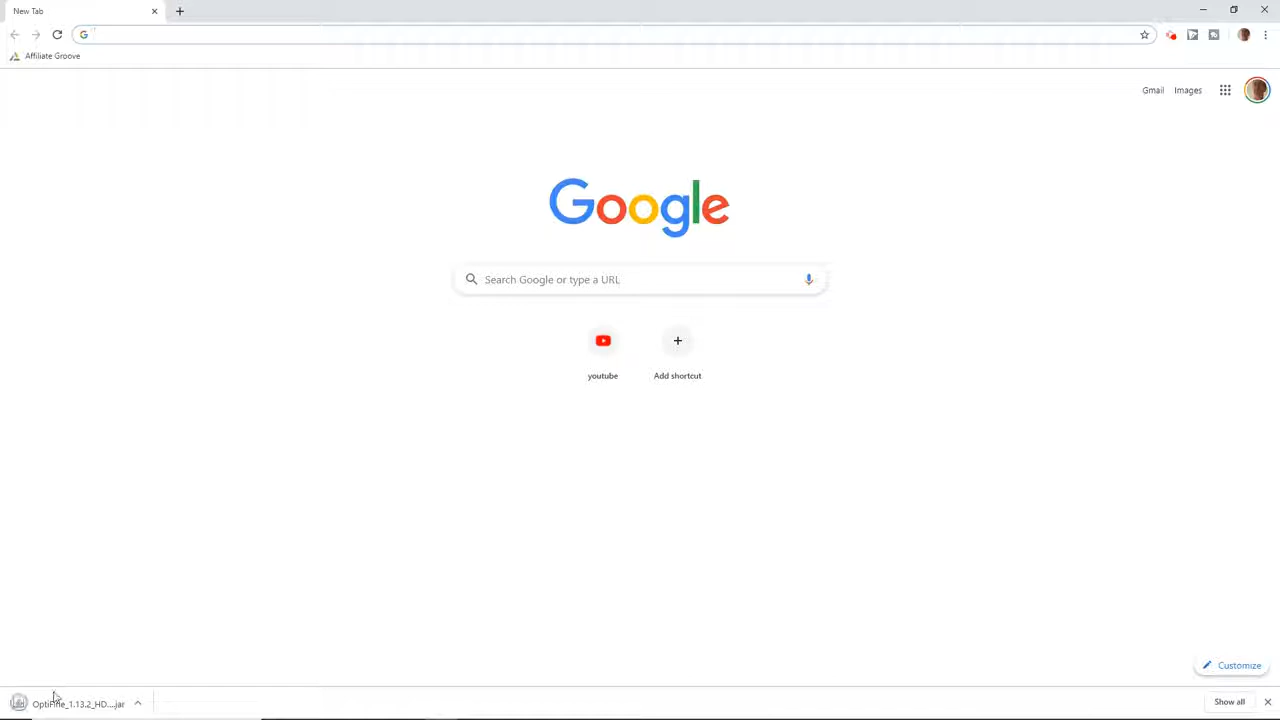 New Tab
Affiliate Groove
Gmail Images
Google
Search Google or type a URL
youtube
Add shortcut
Customize
OptiFine_1.13.2_HD....jar
Show all